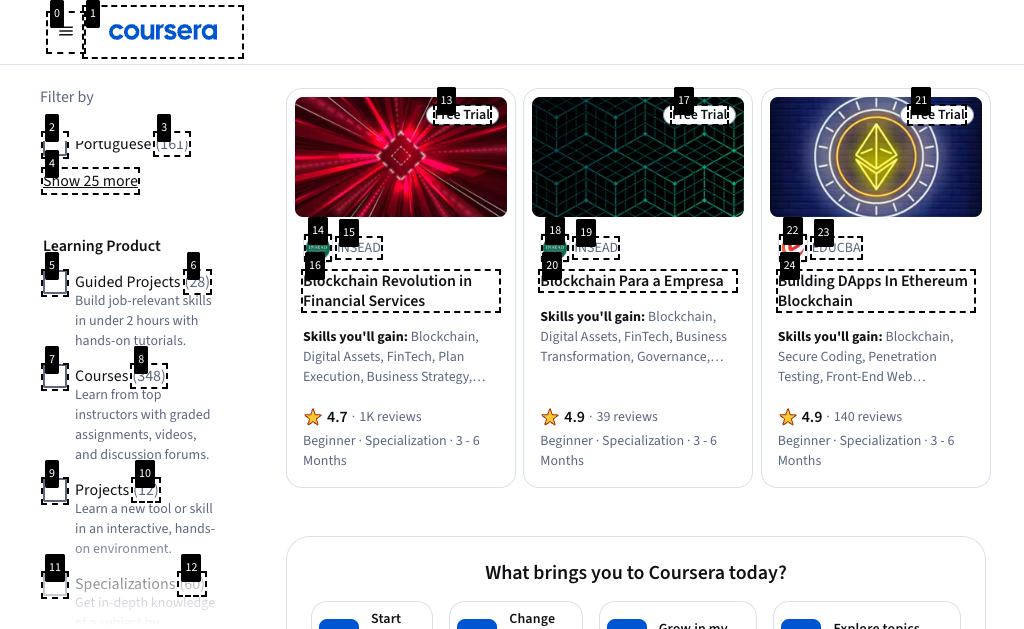 coursera
Filter by
Portuguese (161)
Show 25 more
Learning Product
Guided Projects (28)
Build job-relevant skills
in under 2 hours with
hands-on tutorials.
Courses (348)
Learn from top
instructors with graded
assignments, videos,
and discussion forums.
Projects (12)
Learn a new tool or skill
in an interactive, hands-
on environment.
Specializations (60)
Get in-depth knowledge
of a subject by
0
1
2
3
4
5
6
7
8
9
10
11
12
13
Free Trial
14
15
INSEAD
16
Blockchain Revolution in
Financial Services
Skills you'll gain: Blockchain,
Digital Assets, FinTech, Plan
Execution, Business Strategy,…
4.7 · 1K reviews
Beginner · Specialization · 3 - 6
Months
17
Free Trial
18
19
INSEAD
20
Blockchain Para a Empresa
Skills you'll gain: Blockchain,
Digital Assets, FinTech, Business
Transformation, Governance,…
4.9 · 39 reviews
Beginner · Specialization · 3 - 6
Months
21
Free Trial
22
23
EDUCBA
24
Building DApps In Ethereum
Blockchain
Skills you'll gain: Blockchain,
Secure Coding, Penetration
Testing, Front-End Web…
4.9 · 140 reviews
Beginner · Specialization · 3 - 6
Months
What brings you to Coursera today?
Start
Change
Grow in my
Explore topics